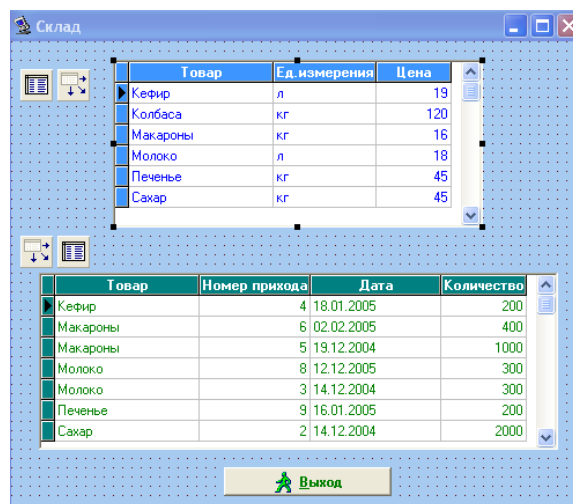 Склад
Товар Ед.измерения Цена
Кефир л 19
Колбаса кг 120
Макароны кг 16
Молоко л 18
Печенье кг 45
Сахар кг 45
Товар Номер прихода Дата Количество
Кефир 4 18.01.2005 200
Макароны 6 02.02.2005 400
Макароны 5 19.12.2004 1000
Молоко 8 12.12.2005 300
Молоко 3 14.12.2004 300
Печенье 9 16.01.2005 200
Сахар 2 14.12.2004 2000
Выход